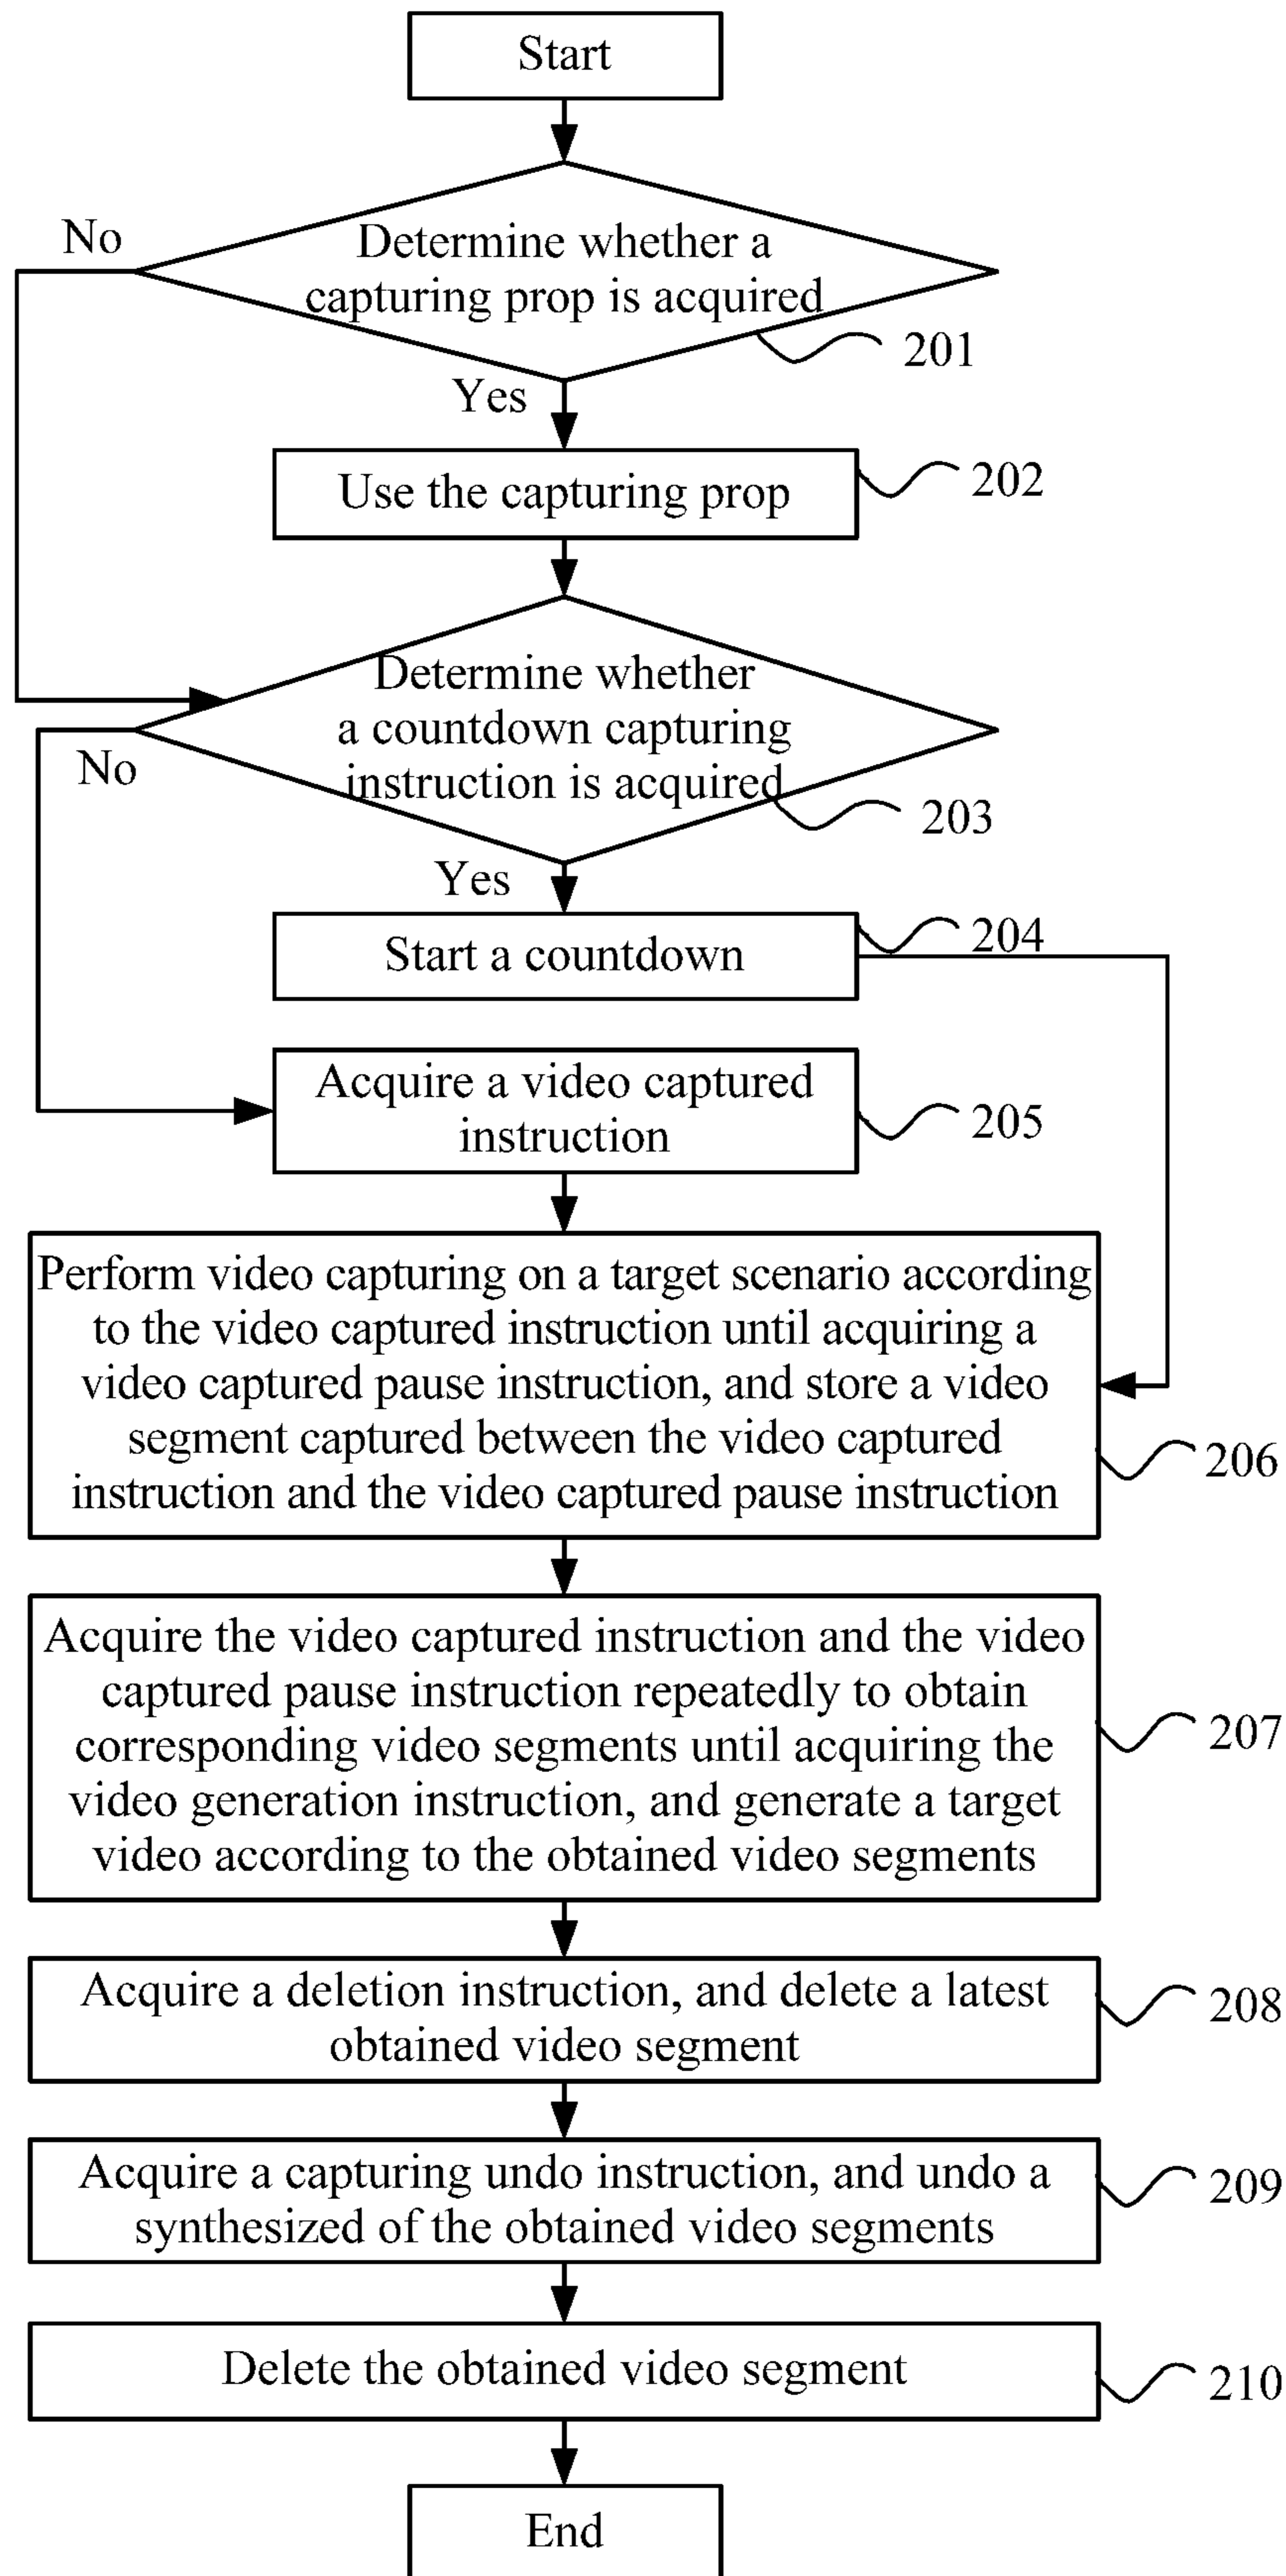 Start
No
Determine whether a
capturing prop is acquired
201
Yes
Use the capturing prop
202
Determine whether
a countdown capturing
instruction is acquired
No
203
Yes
Start a countdown
204
Acquire a video captured
instruction
205
Perform video capturing on a target scenario according
to the video captured instruction until acquiring a
video captured pause instruction, and store a video
segment captured between the video captured
instruction and the video captured pause instruction
206
Acquire the video captured instruction and the video
captured pause instruction repeatedly to obtain
corresponding video segments until acquiring the
video generation instruction, and generate a target
video according to the obtained video segments
207
Acquire a deletion instruction, and delete a latest
obtained video segment
208
Acquire a capturing undo instruction, and undo a
synthesized of the obtained video segments
209
Delete the obtained video segment
210
End